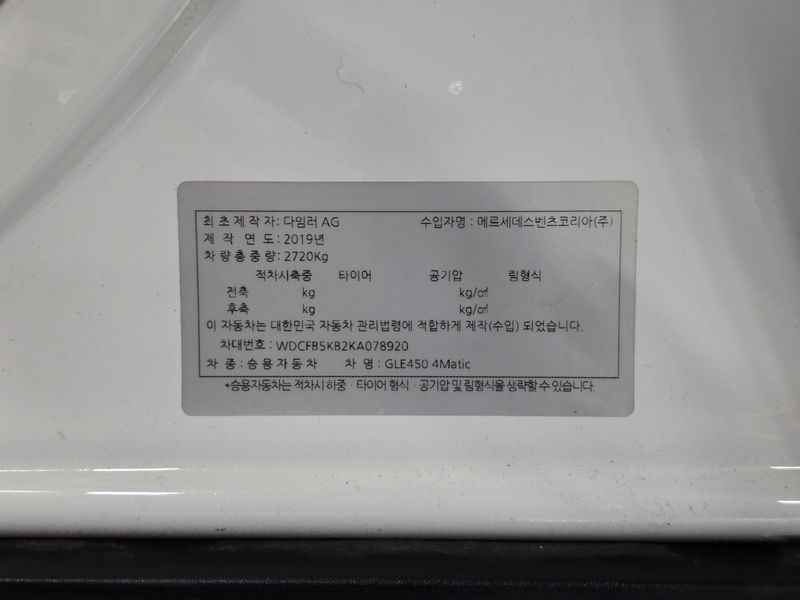 최초제작자: 다임러 AG 수입자명 : 메르세데스벤츠코리아(주)
제 작 연 도 : 2019년
차량총중량: 2720Kg
적차시축중 타이어 공기압 림형식
전축 kg kg/㎠
후축 kg kg/㎠
이 자동차는 대한민국 자동차 관리법령에 적합하게 제작(수입) 되었습니다.
차대번호 : WDCFB5KB2KA078920
차 종 : 승용자동차 차 명 : GLE450 4Matic
*승용자동차는 적차시 하중 · 타이어 형식 · 공기압 및 림형식을 생략할 수 있습니다.